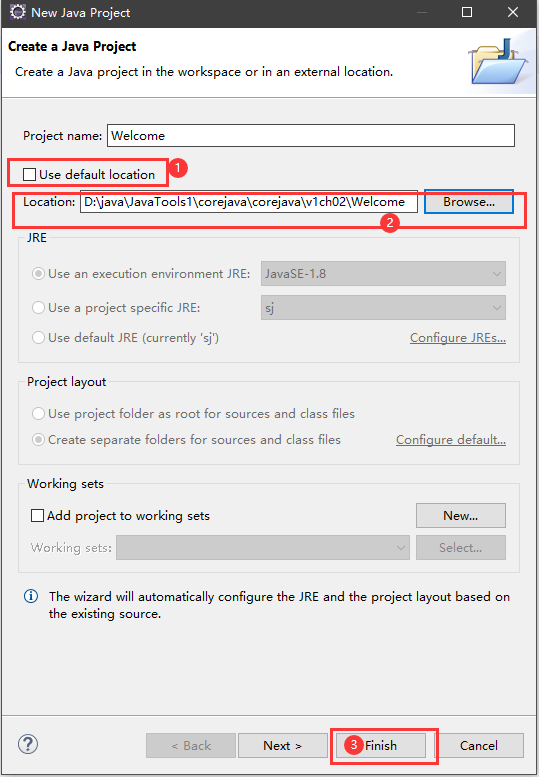 New Java Project
Create a Java Project
Create a Java project in the workspace or in an external location.
Project name: Welcome
Use default location 1
Location: D:\java\JavaTools1\corejava\corejava\v1ch02\Welcome Browse...
2
JRE
Use an execution environment JRE: JavaSE-1.8
Use a project specific JRE: sj
Use default JRE (currently 'sj') Configure JREs...
Project layout
Use project folder as root for sources and class files
Create separate folders for sources and class files Configure default...
Working sets
Add project to working sets New...
Working sets: Select...
The wizard will automatically configure the JRE and the project layout based on
the existing source.
? < Back Next > 3 Finish Cancel